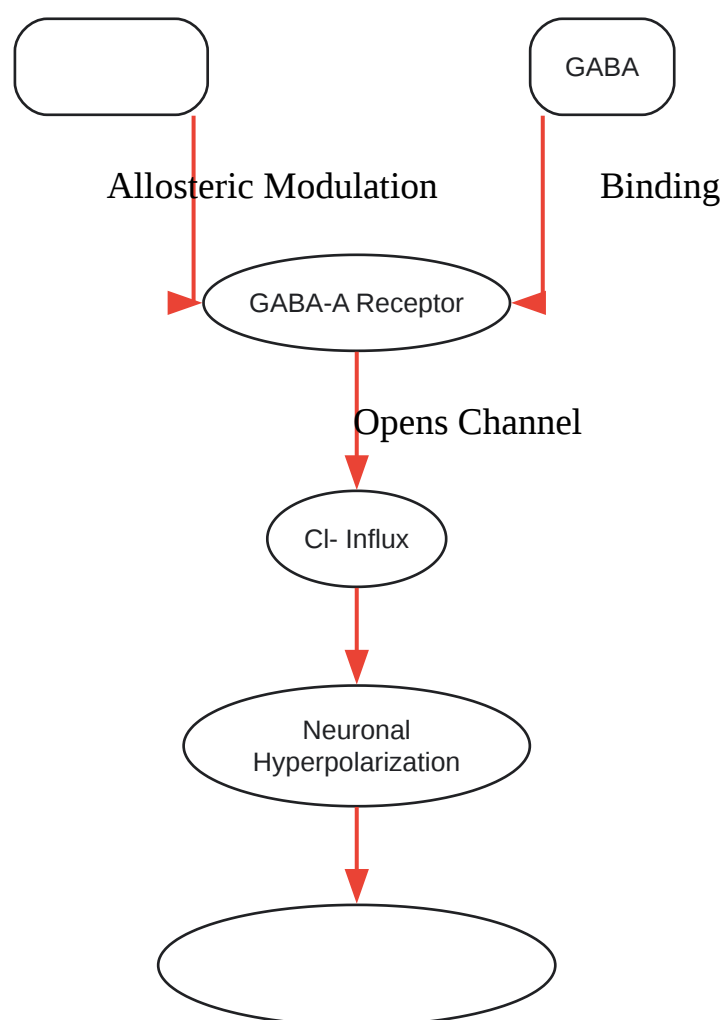 GABA
Allosteric Modulation
Binding
GABA-A Receptor
Opens Channel
Cl- Influx
Neuronal
Hyperpolarization